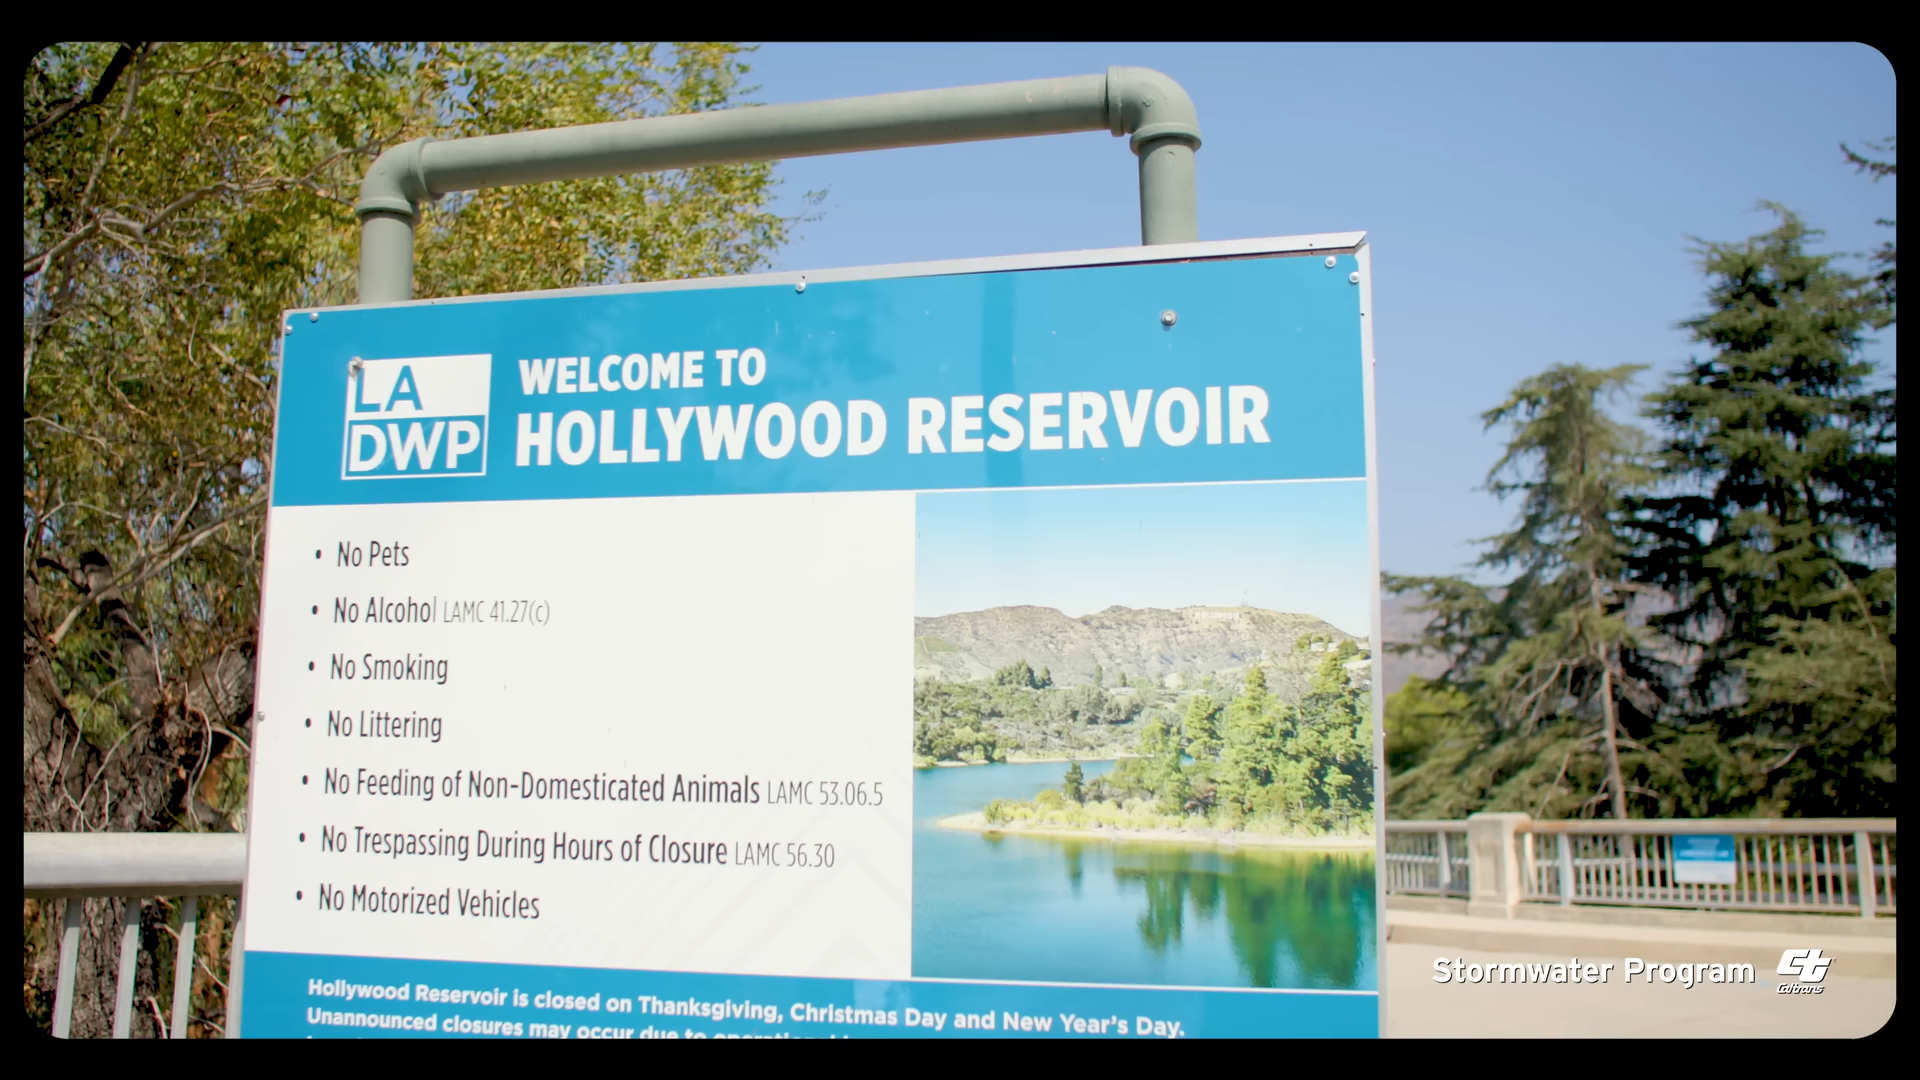 LA
DWP
WELCOME TO
HOLLYWOOD RESERVOIR
• No Pets
• No Alcohol LAMC 41.27(c)
• No Smoking
• No Littering
• No Feeding of Non-Domesticated Animals LAMC 53.06.5
• No Trespassing During Hours of Closure LAMC 56.30
• No Motorized Vehicles
Hollywood Reservoir is closed on Thanksgiving, Christmas Day and New Year's Day.
Unannounced closures may occur due to
Stormwater Program
Caltrans